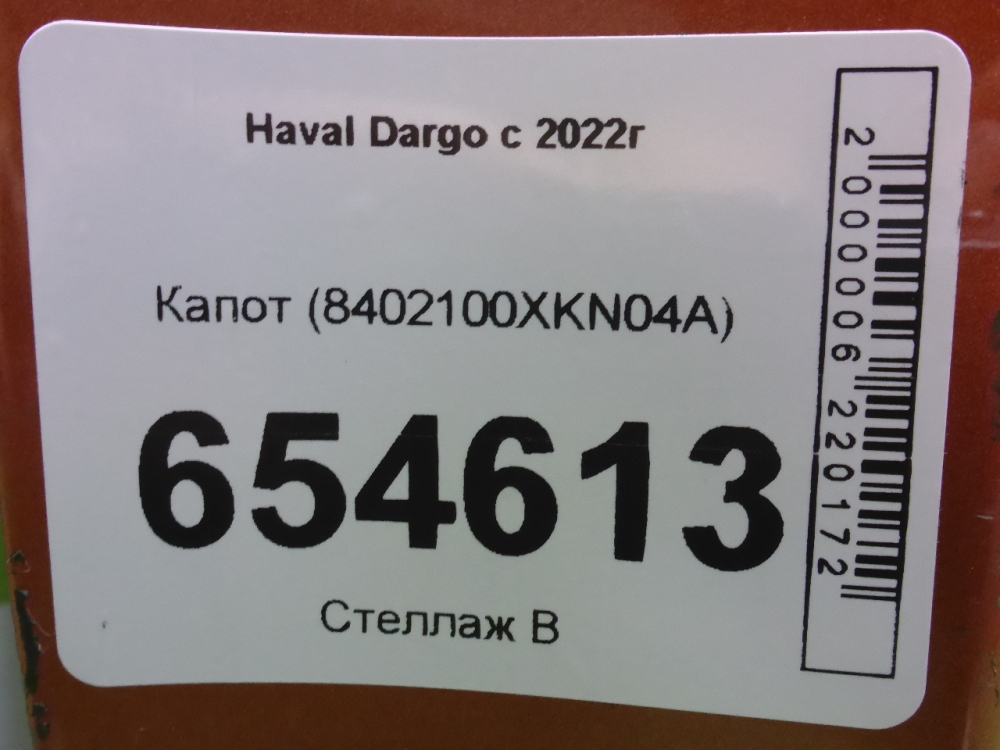 Haval Dargo с 2022г
Капот (8402100XKN04A)
654613
Стеллаж В
2000006220172